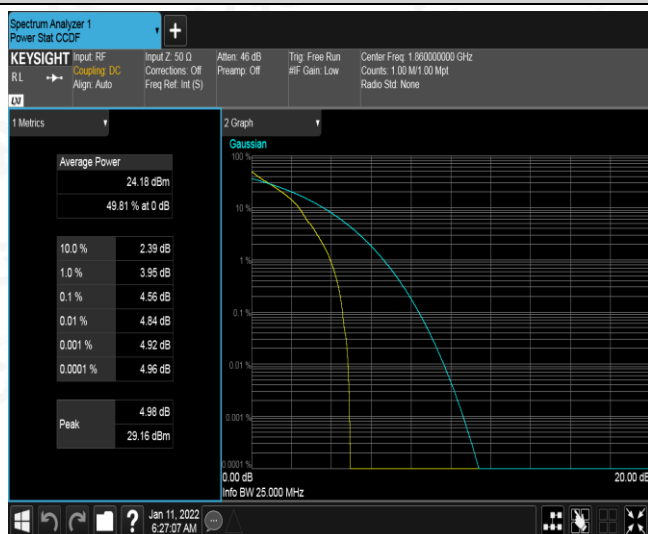 Spectrum Analyzer 1
Power Stat CCDF
+
KEYSIGHT
RL
LXI
Input: RF
Coupling: DC
Align: Auto
Input Z: 50 Ω
Corrections: Off
Freq Ref: Int (S)
Atten: 46 dB
Preamp: Off
Trig: Free Run
#IF Gain: Low
Center Freq: 1.860000000 GHz
Counts: 1.00 M/1.00 Mpt
Radio Std: None
1 Metrics
Average Power
24.18 dBm
49.81 % at 0 dB
10.0 % 2.39 dB
1.0 % 3.95 dB
0.1 % 4.56 dB
0.01 % 4.84 dB
0.001 % 4.92 dB
0.0001 % 4.96 dB
Peak
4.98 dB
29.16 dBm
2 Graph
Gaussian
100 %
10 %
1 %
0.1 %
0.01 %
0.001 %
0.0001 %
0.00 dB 20.00 dB
Info BW 25.000 MHz
?
Jan 11, 2022
6:27:07 AM